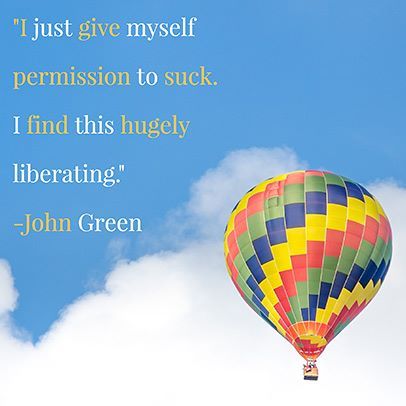 "I just give myself
permission to suck.
I find this hugely
liberating."
-John Green